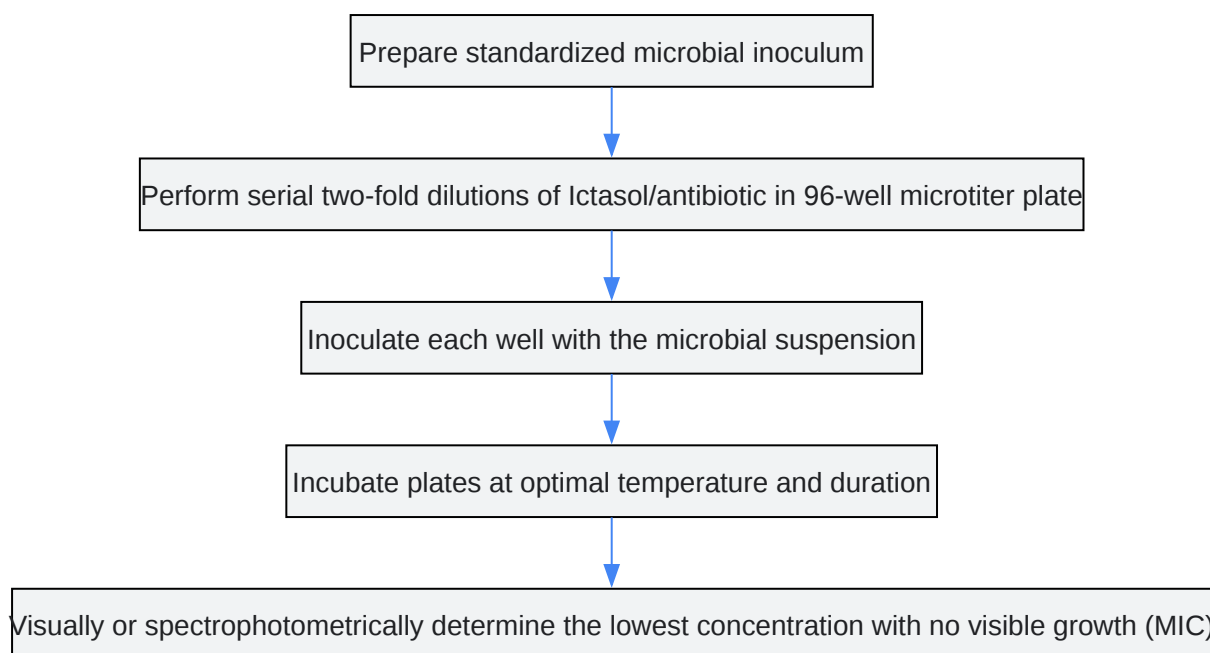 Prepare standardized microbial inoculum
Perform serial two-fold dilutions of Ictasol/antibiotic in 96-well microtiter plate
Inoculate each well with the microbial suspension
Incubate plates at optimal temperature and duration
Visually or spectrophotometrically determine the lowest concentration with no visible growth (MIC)